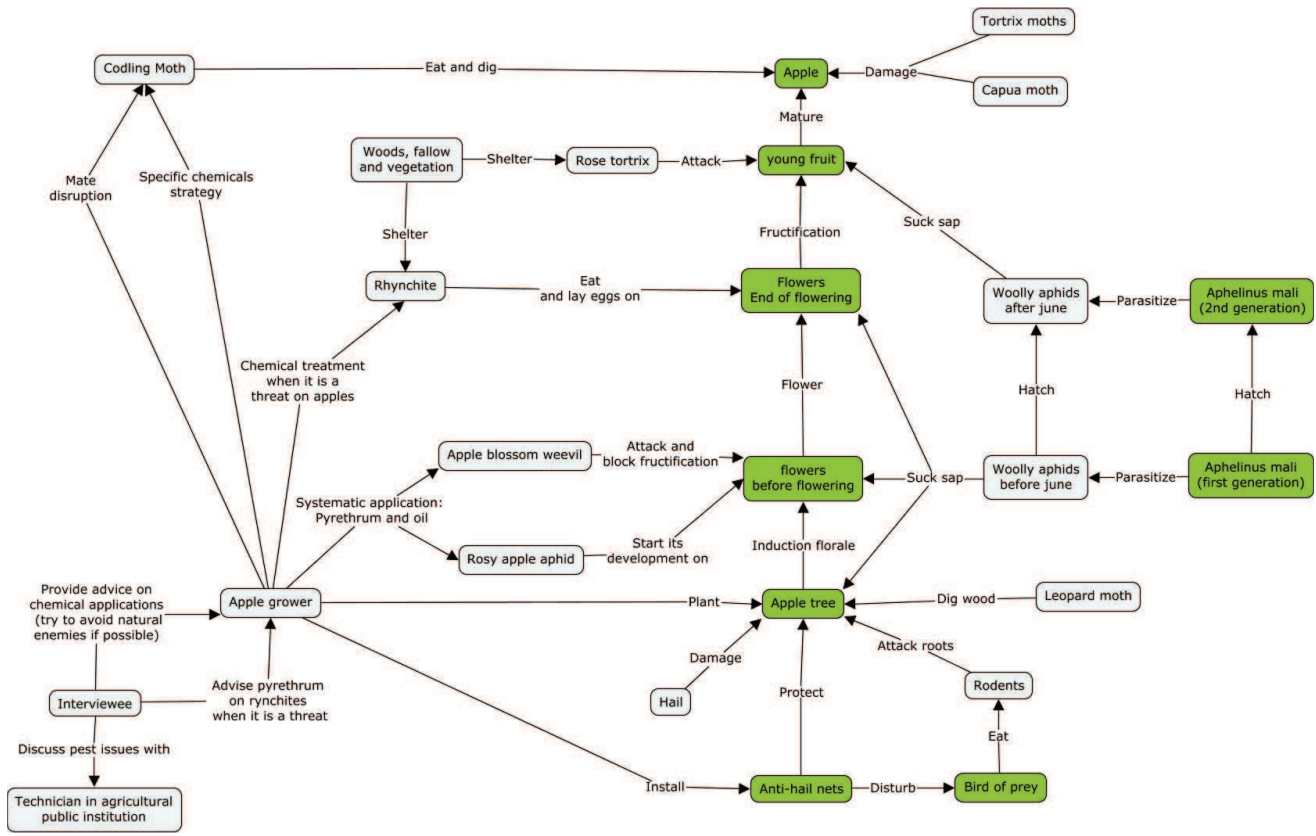 Tortrix moths
Codling Moth
Eat and dig
Apple
Damage
Capua moth
Mature
Woods, fallow
and vegetation
Shelter
Rose tortrix
Attack
young fruit
Mate
disruption
Specific chemicals
strategy
Shelter
Suck sap
Fructification
Rhynchite
Eat
and lay eggs on
Flowers
End of flowering
Woolly aphids
after june
Parasitize
Aphelinus mali
(2nd generation)
Chemical treatment
when it is a
threat on apples
Flower
Hatch
Hatch
Apple blossom weevil
Attack and
block fructification
flowers
before flowering
Suck sap
Woolly aphids
before june
Parasitize
Aphelinus mali
(first generation)
Systematic application:
Pyrethrum and oil
Rosy apple aphid
Start its
development on
Induction florale
Provide advice on
chemical applications
(try to avoid natural
enemies if possible)
Apple grower
Plant
Apple tree
Dig wood
Leopard moth
Damage
Attack roots
Interviewee
Advise pyrethrum
on rynchites
when it is a threat
Hail
Protect
Rodents
Discuss pest issues with
Eat
Technician in agricultural
public institution
Install
Anti-hail nets
Disturb
Bird of prey